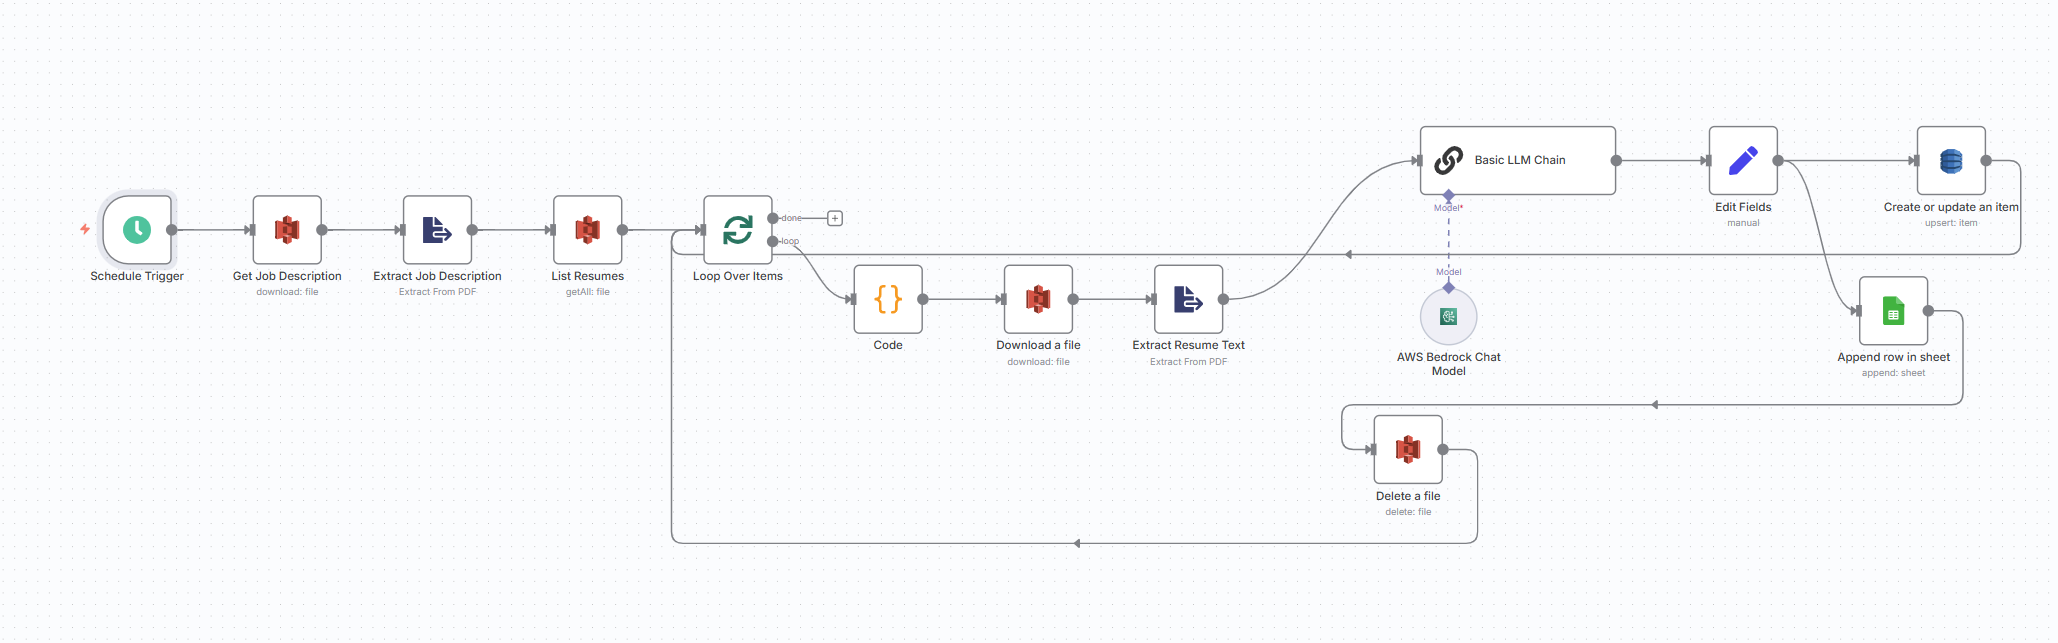 Schedule Trigger
Get Job Description
download: file
Extract Job Description
Extract From PDF
List Resumes
getAll: file
Loop Over Items
done
loop
Code
Download a file
download: file
Extract Resume Text
Extract From PDF
Basic LLM Chain
Model*
Model
AWS Bedrock Chat
Model
Edit Fields
manual
Create or update an item
upsert: item
Append row in sheet
append: sheet
Delete a file
delete: file